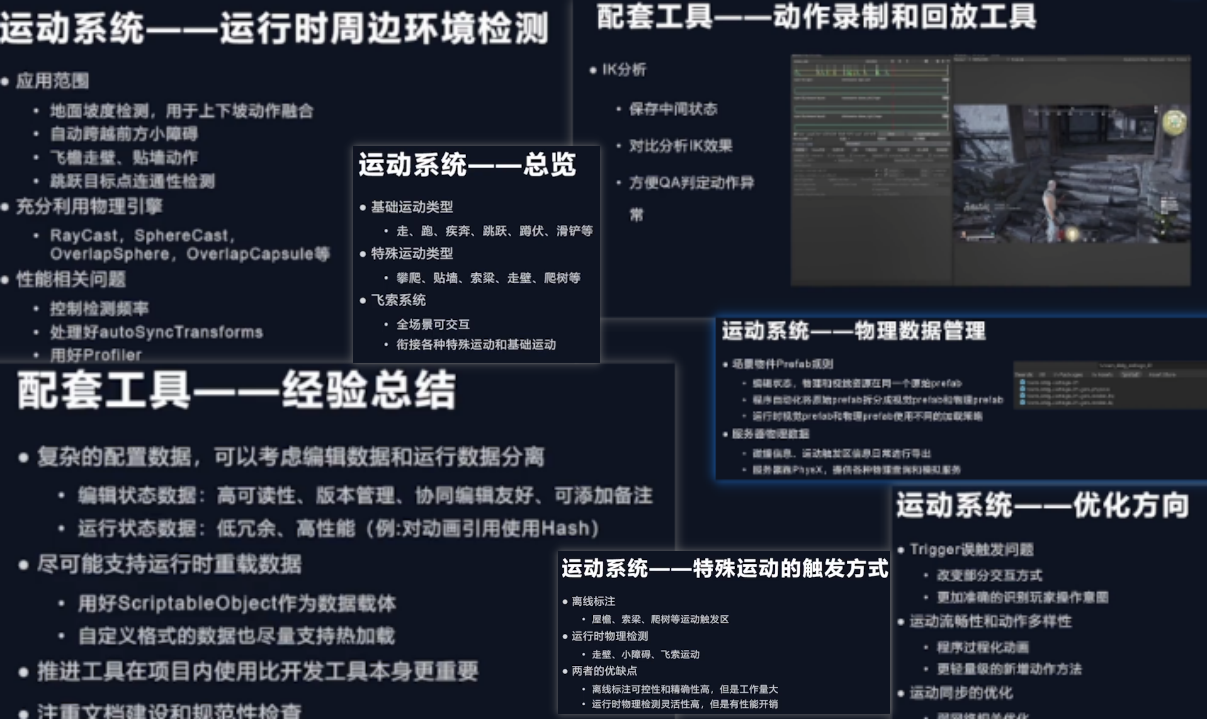 运动系统——运行时周边环境检测
● 应用范围
• 地面坡度检测，用于上下坡动作融合
• 自动跨越前方小障碍
• 飞檐走壁、贴墙动作
• 跳跃目标点连通性检测
● 充分利用物理引擎
• RayCast，SphereCast，
OverlapSphere，OverlapCapsule等
● 性能相关问题
• 控制检测频率
• 处理好autoSyncTransforms
• 用好Profiler
配套工具——动作录制和回放工具
● IK分析
• 保存中间状态
• 对比分析IK效果
• 方便QA判定动作异
常
运动系统——总览
● 基础运动类型
• 走、跑、疾奔、跳跃、蹲伏、滑铲等
● 特殊运动类型
• 攀爬、贴墙、索梁、走壁、爬树等
● 飞索系统
• 全场景可交互
• 衔接各种特殊运动和基础运动
运动系统——物理数据管理
● 场景物件Prefab规则
• 编辑状态，物理和视觉资源在同一个原始prefab
• 程序自动化将原始prefab拆分成视觉prefab和物理prefab
• 运行时视觉prefab和物理prefab使用不同的加载策略
● 服务器物理数据
• 碰撞信息、运动触发区信息日常进行导出
• 服务器跑PhysX，提供各种物理查询和模拟服务
配套工具——经验总结
● 复杂的配置数据，可以考虑编辑数据和运行数据分离
• 编辑状态数据：高可读性、版本管理、协同编辑友好、可添加备注
• 运行状态数据：低冗余、高性能（例:对动画引用使用Hash）
● 尽可能支持运行时重载数据
• 用好ScriptableObject作为数据载体
• 自定义格式的数据也尽量支持热加载
● 推进工具在项目内使用比开发工具本身更重要
● 注重文档建设和规范性检查
运动系统——特殊运动的触发方式
● 离线标注
• 屋檐、索梁、爬树等运动触发区
● 运行时物理检测
• 走壁、小障碍、飞索运动
● 两者的优缺点
• 离线标注可控性和精确性高，但是工作量大
• 运行时物理检测灵活性高，但是有性能开销
运动系统——优化方向
● Trigger误触发问题
• 改变部分交互方式
• 更加准确的识别玩家操作意图
● 运动流畅性和动作多样性
• 程序过程化动画
• 更轻量级的新增动作方法
● 运动同步的优化